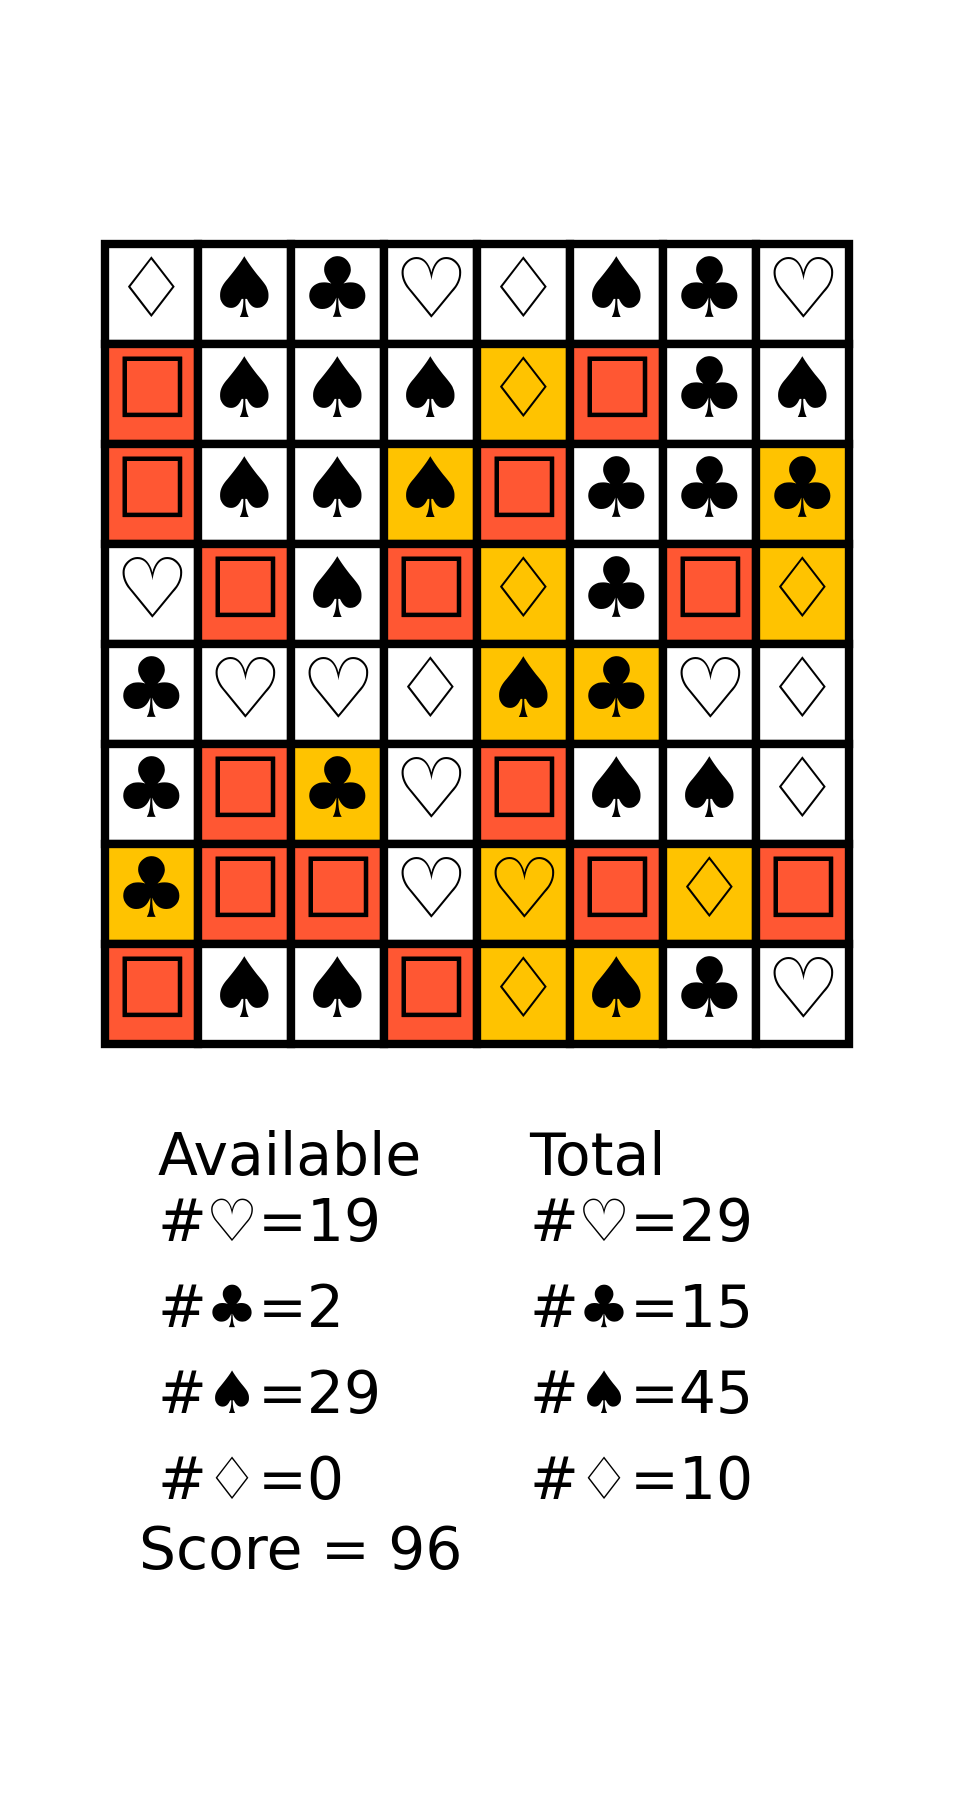 ♢ ♠ ♣ ♡ ♢ ♠ ♣ ♡
□ ♠ ♠ ♠ ♢ □ ♣ ♠
□ ♠ ♠ ♠ □ ♣ ♣ ♣
♡ □ ♠ □ ♢ ♣ □ ♢
♣ ♡ ♡ ♢ ♠ ♣ ♡ ♢
♣ □ ♣ ♡ □ ♠ ♠ ♢
♣ □ □ ♡ ♡ □ ♢ □
□ ♠ ♠ □ ♢ ♠ ♣ ♡
Available Total
#♡=19 #♡=29
#♣=2 #♣=15
#♠=29 #♠=45
#♢=0 #♢=10
Score = 96